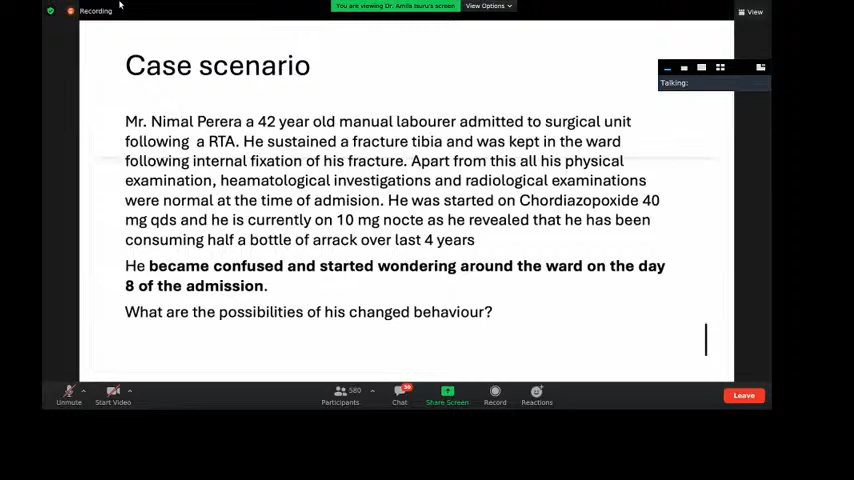 Recording
You are viewing Dr. Amila Isuru's screen
View Options
View
Talking:
Case scenario
Mr. Nimal Perera a 42 year old manual labourer admitted to surgical unit
following a RTA. He sustained a fracture tibia and was kept in the ward
following internal fixation of his fracture. Apart from this all his physical
examination, heamatological investigations and radiological examinations
were normal at the time of admision. He was started on Chordiazopoxide 40
mg qds and he is currently on 10 mg nocte as he revealed that he has been
consuming half a bottle of arrack over last 4 years
He became confused and started wondering around the ward on the day
8 of the admission.
What are the possibilities of his changed behaviour?
Unmute
Start Video
580
Participants
30
Chat
Share Screen
Record
Reactions
Leave